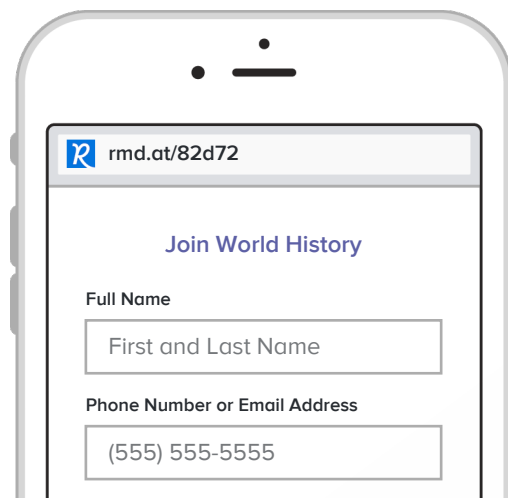 R rmd.at/82d72
Join World History
Full Name
First and Last Name
Phone Number or Email Address
(555) 555-5555